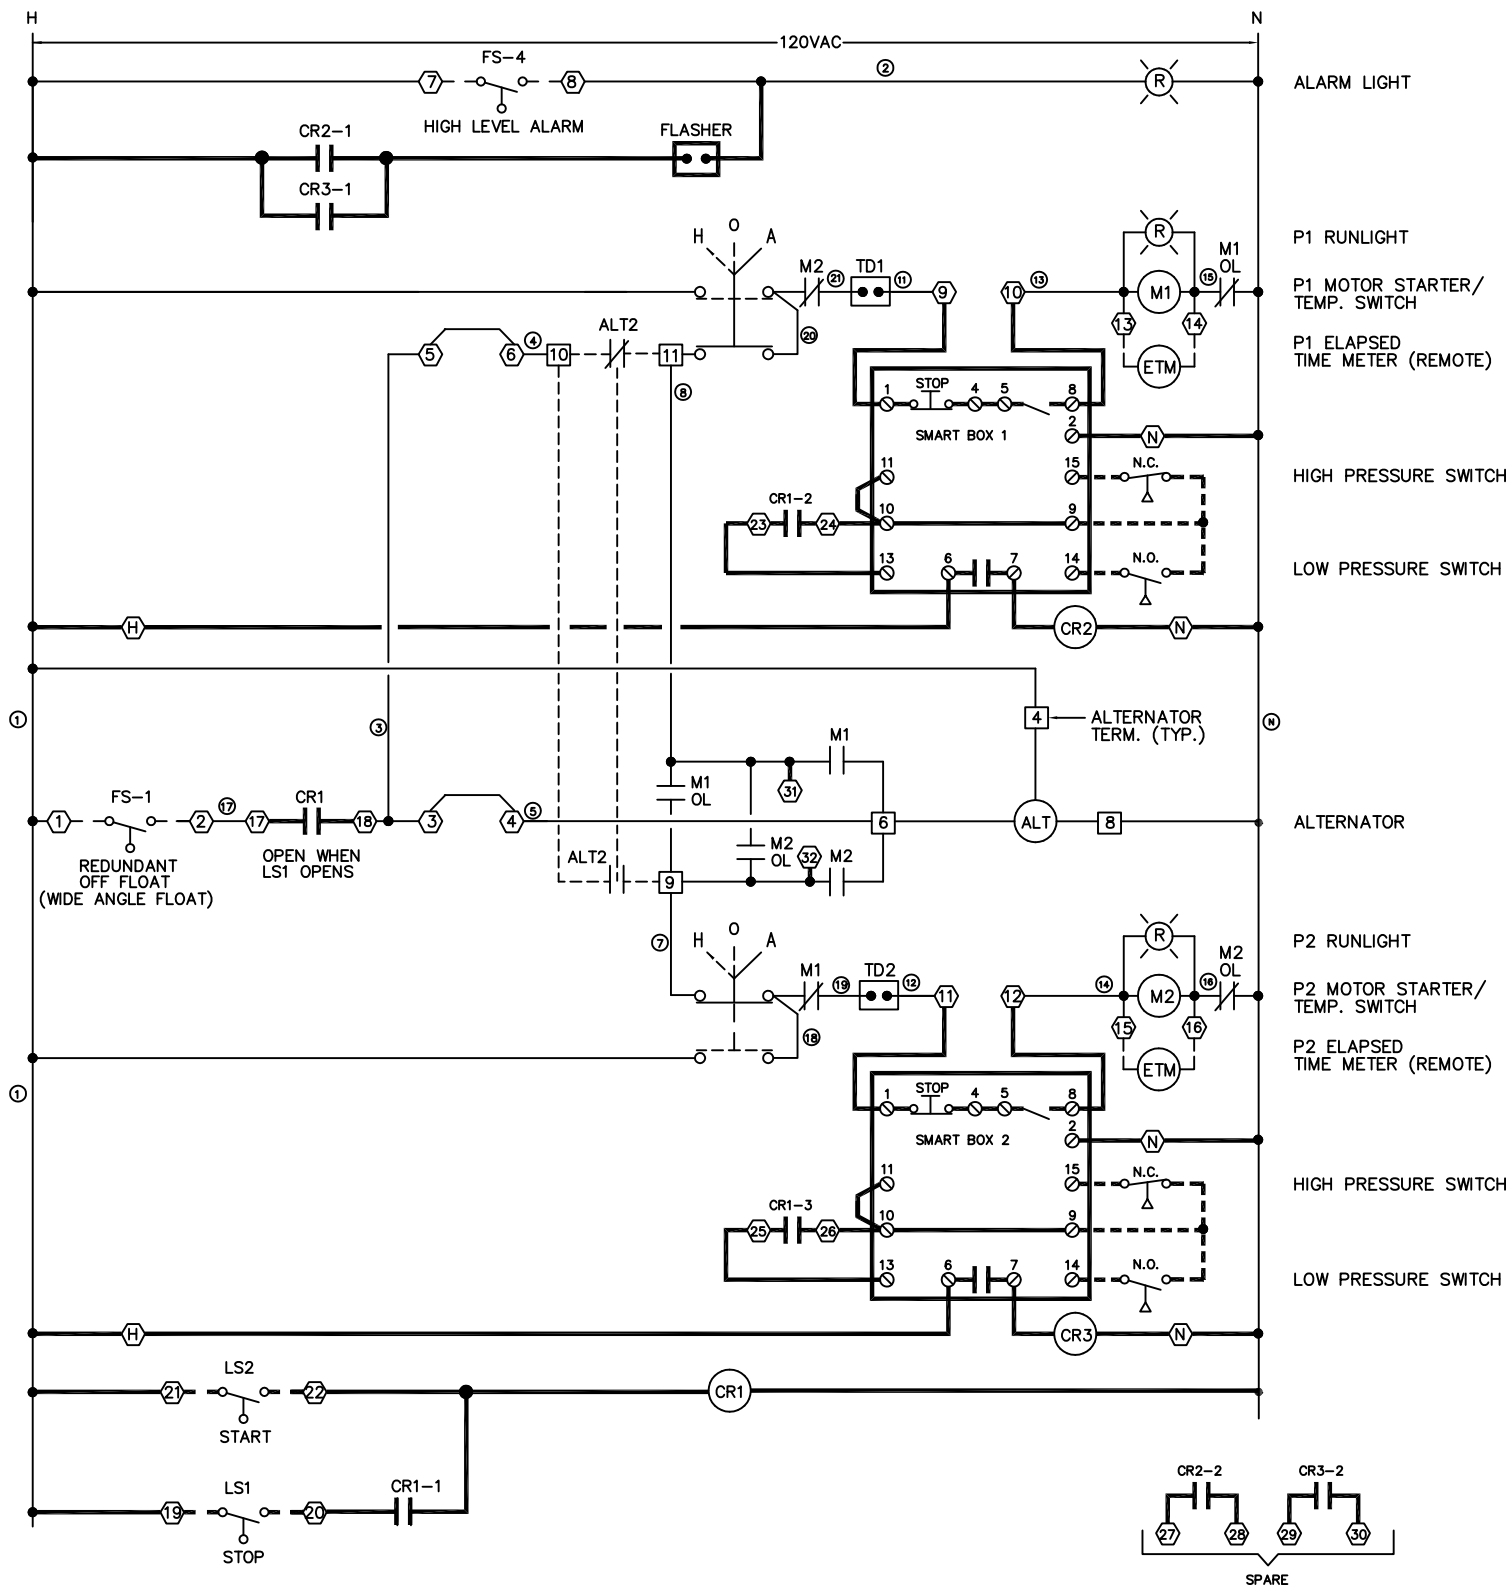 H N
120VAC
FS-4
7 8 2 R ALARM LIGHT
HIGH LEVEL ALARM
CR2-1 FLASHER
CR3-1
R P1 RUNLIGHT
H O A
M2 21 TD1 11 9 10 13 M1 15 M1 OL
P1 MOTOR STARTER/
TEMP. SWITCH
20
13 14
5 6 4 10 ALT2 11
ETM
P1 ELAPSED
TIME METER (REMOTE)
8
1 STOP 4 5 8
SMART BOX 1
2 N
11 15 N.C. HIGH PRESSURE SWITCH
CR1-2
23 24 10 9
13 6 7 14 N.O. LOW PRESSURE SWITCH
H CR2 N
1 3 4 ALTERNATOR
TERM. (TYP.)
N
M1
M1
OL
31
FS-1
1 2 17 17 CR1 18 3 4 5 6 ALT 8 ALTERNATOR
REDUNDANT
OFF FLOAT
(WIDE ANGLE FLOAT)
OPEN WHEN
LS1 OPENS
M2
OL
32 M2
ALT2 9
R P2 RUNLIGHT
7 H O A
M1 19 TD2 12 11 12 14 M2 16 M2 OL
P2 MOTOR STARTER/
TEMP. SWITCH
18
15 16
ETM
P2 ELAPSED
TIME METER (REMOTE)
1
1 STOP 4 5 8
SMART BOX 2
2 N
11 15 N.C. HIGH PRESSURE SWITCH
CR1-3
25 26 10 9
13 6 7 14 N.O. LOW PRESSURE SWITCH
H CR3 N
LS2
21 22 CR1
START
LS1
19 20 CR1-1
STOP
CR2-2 CR3-2
27 28 29 30
SPARE